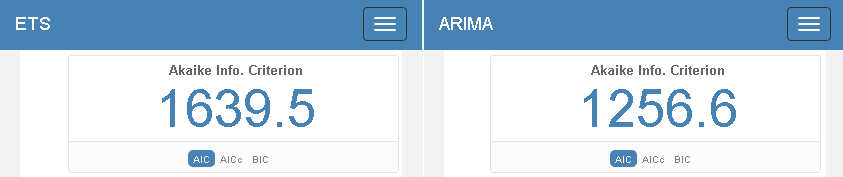 ETS
Akaike Info. Criterion
1639.5
AIC AICc BIC
ARIMA
Akaike Info. Criterion
1256.6
AIC AICc BIC